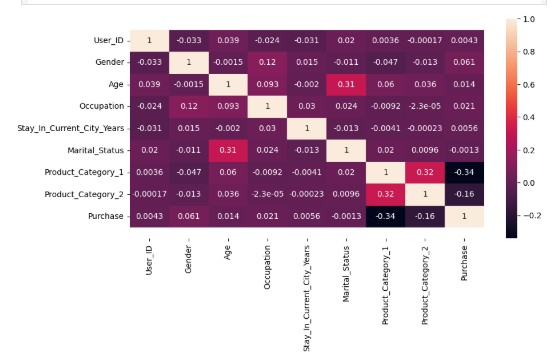 User_ID 1 -0.033 0.039 -0.024 -0.031 0.02 0.0036 -0.00017 0.0043
Gender -0.033 1 -0.0015 0.12 0.015 -0.011 -0.047 -0.013 0.061
Age 0.039 -0.0015 1 0.093 -0.002 0.31 0.06 0.036 0.014
Occupation -0.024 0.12 0.093 1 0.03 0.024 -0.0092 -2.3e-05 0.021
Stay_In_Current_City_Years -0.031 0.015 -0.002 0.03 1 -0.013 -0.0041 -0.00023 0.0056
Marital_Status 0.02 -0.011 0.31 0.024 -0.013 1 0.02 0.0096 -0.0013
Product_Category_1 0.0036 -0.047 0.06 -0.0092 -0.0041 0.02 1 0.32 -0.34
Product_Category_2 -0.00017 -0.013 0.036 -2.3e-05 -0.00023 0.0096 0.32 1 -0.16
Purchase 0.0043 0.061 0.014 0.021 0.0056 -0.0013 -0.34 -0.16 1
User_ID
Gender
Age
Occupation
Stay_In_Current_City_Years
Marital_Status
Product_Category_1
Product_Category_2
Purchase
1.0
0.8
0.6
0.4
0.2
0.0
−0.2